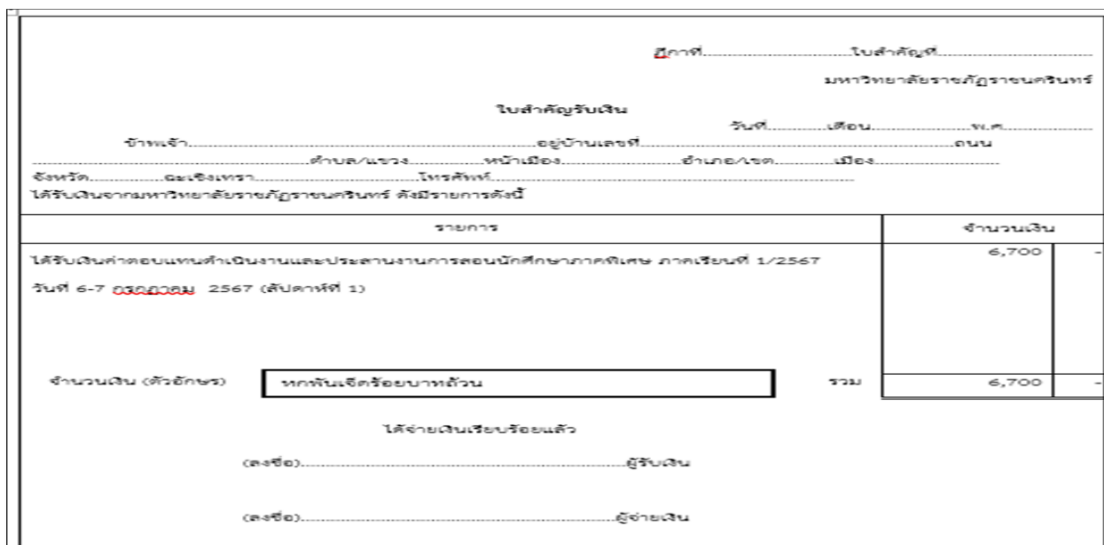 ฎีกาที่..............................ใบสำคัญที่................................
มหาวิทยาลัยราชภัฏราชนครินทร์
ใบสำคัญรับเงิน
วันที่............เดือน....................พ.ศ.............
ข้าพเจ้า......................................................................อยู่บ้านเลขที่..............................................................ถนน
........................................................ตำบล/แขวง..............หน้าเมือง........................อำเภอ/เขต............เมือง..........................
จังหวัด...............ฉะเชิงเทรา.................โทรศัพท์..........................................................................
ได้รับเงินจากมหาวิทยาลัยราชภัฏราชนครินทร์ ดังมีรายการดังนี้
รายการ จำนวนเงิน
ได้รับเงินค่าตอบแทนดำเนินงานและประสานงานการสอนนักศึกษาภาคพิเศษ ภาคเรียนที่ 1/2567 6,700 -
วันที่ 6-7 กรกฎาคม 2567 (สัปดาห์ที่ 1)
จำนวนเงิน (ตัวอักษร) หกพันเจ็ดร้อยบาทถ้วน รวม 6,700 -
ได้จ่ายเงินเรียบร้อยแล้ว
(ลงชื่อ)..................................................................ผู้รับเงิน
(ลงชื่อ)................................................................ผู้จ่ายเงิน